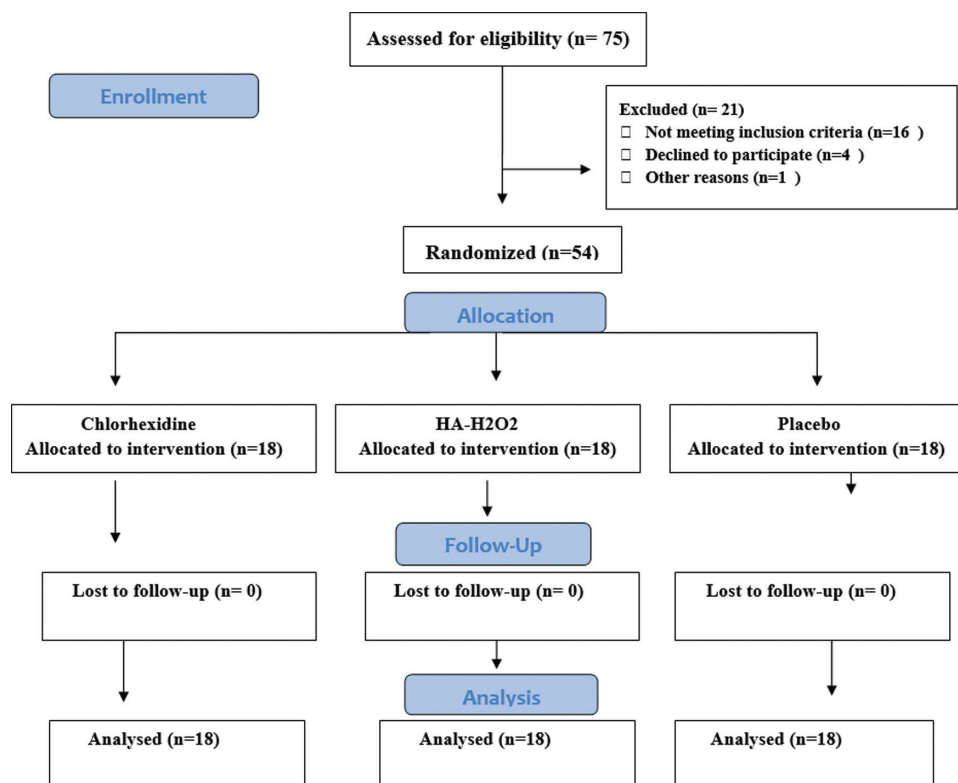 Assessed for eligibility (n= 75)
Enrollment
Excluded (n= 21)
☐ Not meeting inclusion criteria (n=16 )
☐ Declined to participate (n=4 )
☐ Other reasons (n=1 )
Randomized (n=54)
Allocation
Chlorhexidine
Allocated to intervention (n=18)
HA-H2O2
Allocated to intervention (n=18)
Placebo
Allocated to intervention (n=18)
Follow-Up
Lost to follow-up (n= 0)
Lost to follow-up (n= 0)
Lost to follow-up (n= 0)
Analysis
Analysed (n=18)
Analysed (n=18)
Analysed (n=18)